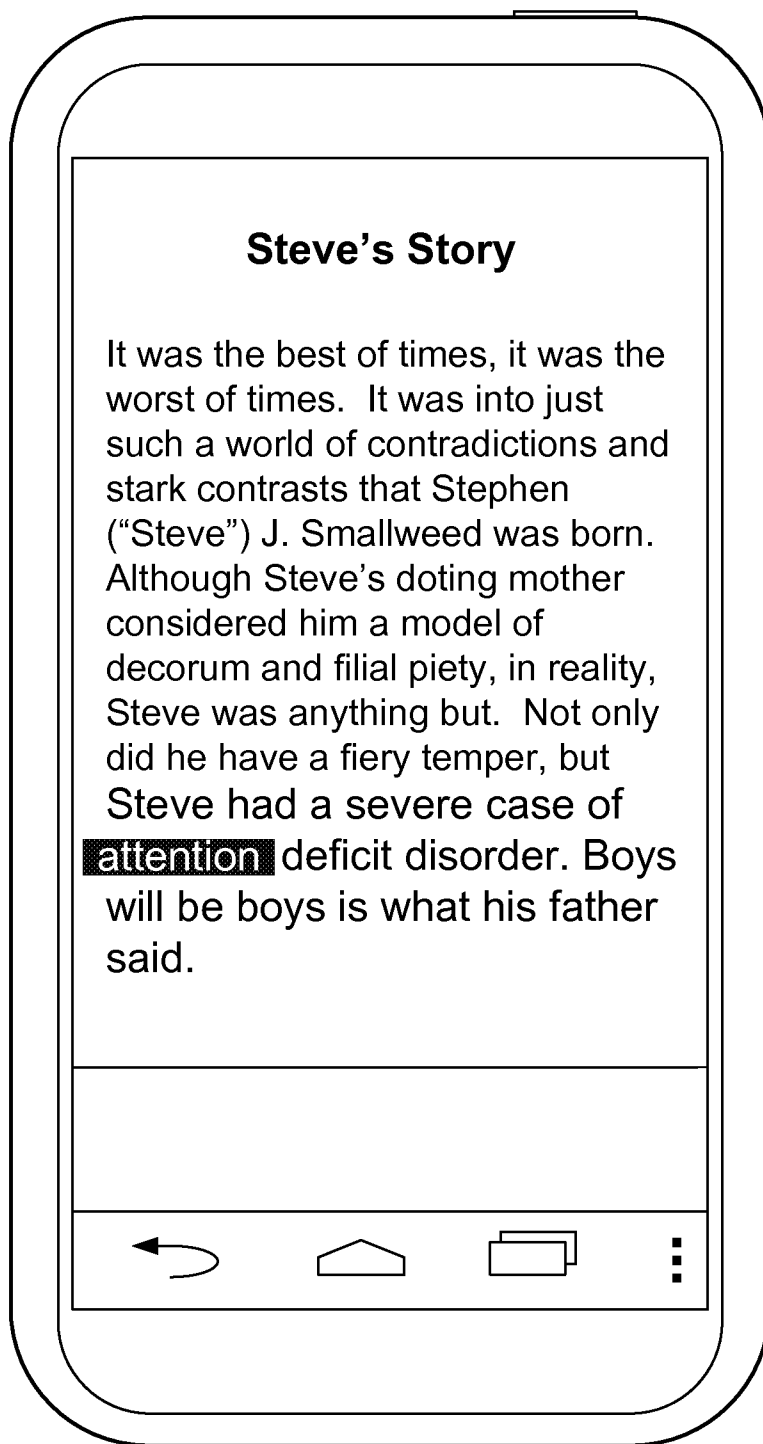 Steve’s Story
It was the best of times, it was the
worst of times.  It was into just
such a world of contradictions and
stark contrasts that Stephen
(“Steve”) J. Smallweed was born.
Although Steve’s doting mother
considered him a model of
decorum and filial piety, in reality,
Steve was anything but.  Not only
did he have a fiery temper, but
Steve had a severe case of
attention deficit disorder. Boys
will be boys is what his father
said.